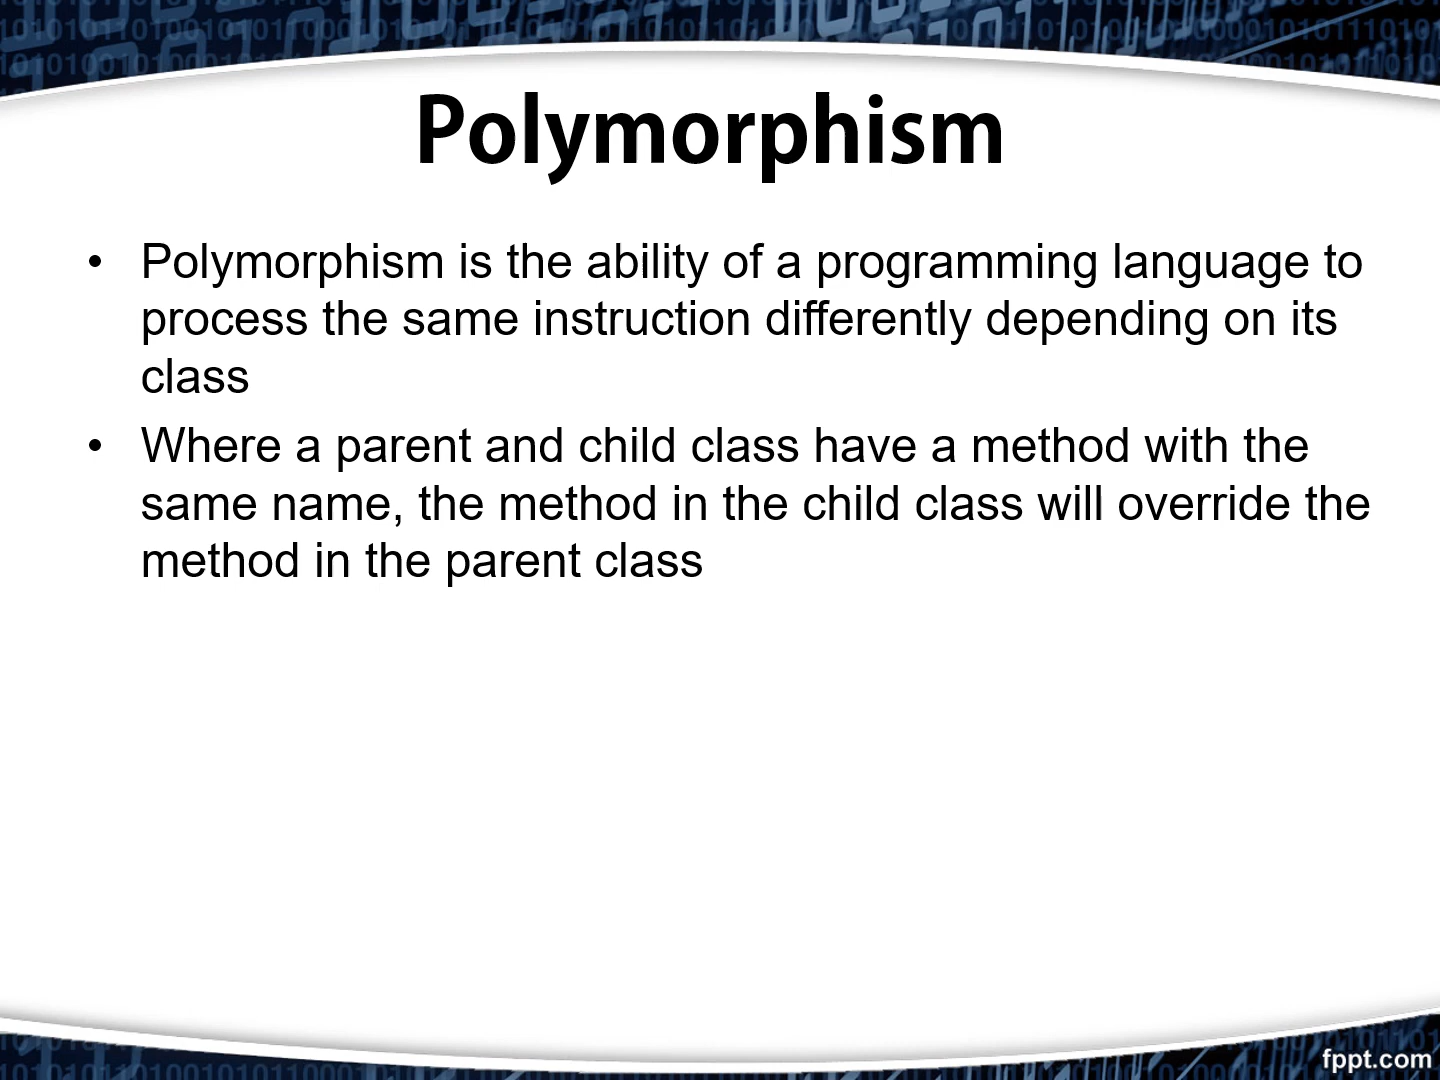 Polymorphism
• Polymorphism is the ability of a programming language to
process the same instruction differently depending on its
class
• Where a parent and child class have a method with the
same name, the method in the child class will override the
method in the parent class
fppt.com